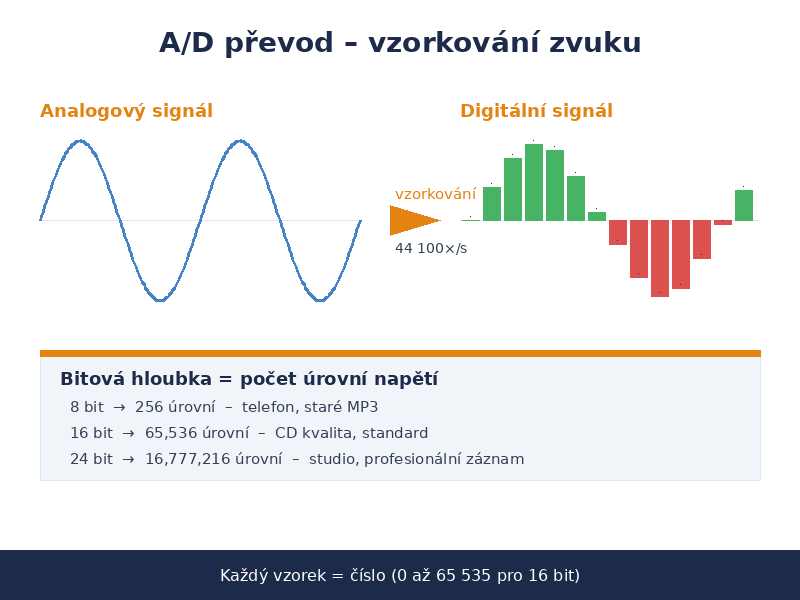 A/D převod – vzorkování zvuku
Analogový signál
Digitální signál
vzorkování
44 100×/s
Bitová hloubka = počet úrovní napětí
8 bit → 256 úrovní – telefon, staré MP3
16 bit → 65,536 úrovní – CD kvalita, standard
24 bit → 16,777,216 úrovní – studio, profesionální záznam
Každý vzorek = číslo (0 až 65 535 pro 16 bit)